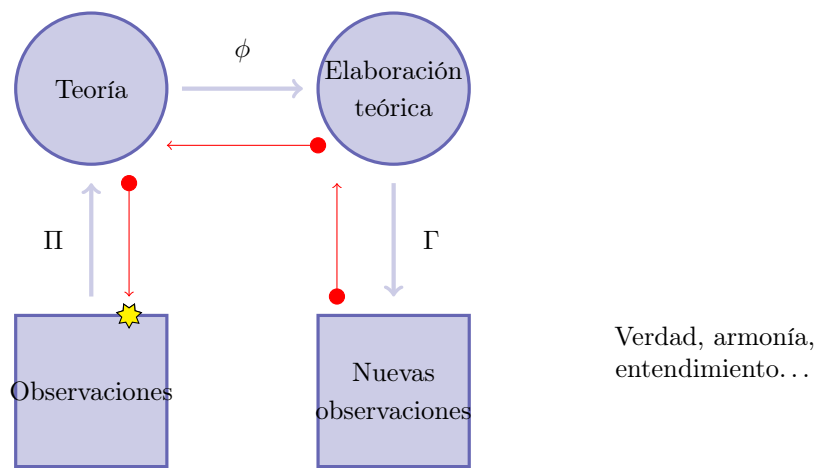 ϕ
Teoría
Elaboración
teórica
Π
Γ
Observaciones
Nuevas
observaciones
Verdad, armonía,
entendimiento...